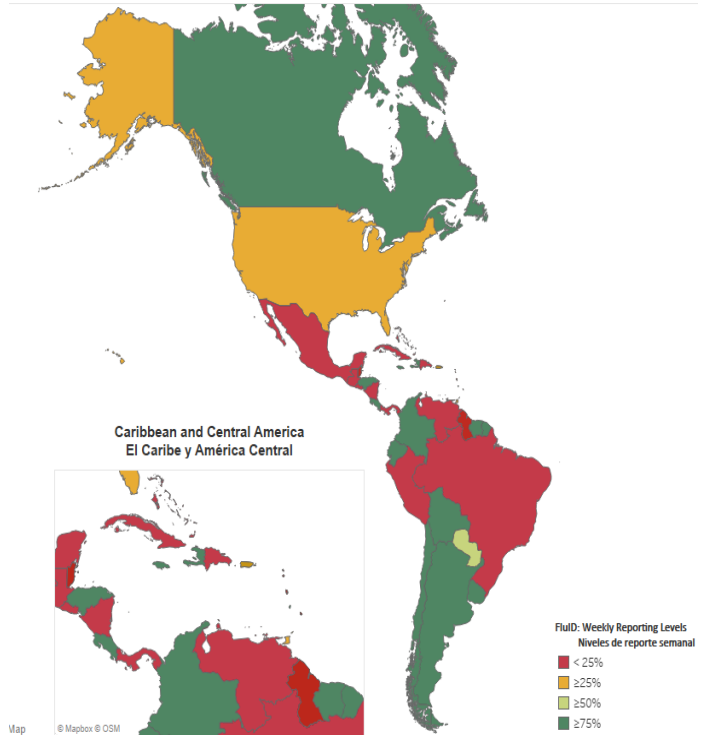 Caribbean and Central America
El Caribe y América Central
FluID: Weekly Reporting Levels
Niveles de reporte semanal
< 25%
≥25%
≥50%
≥75%
Map
© Mapbox © OSM